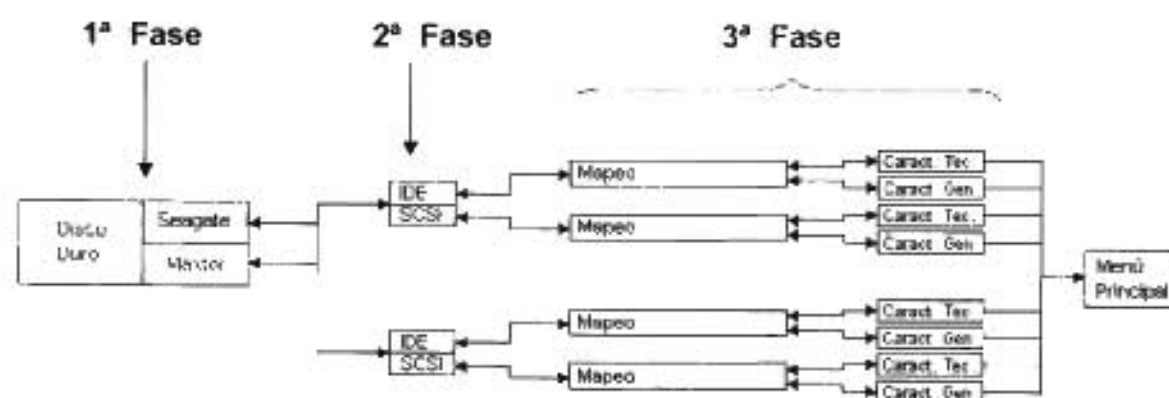 1ª Fase
2ª Fase
3ª Fase
Disco
Duro
Seagate
Maxtor
IDE
SCSI
Mapeo
Mapeo
Caract. Tec.
Caract. Gen
Caract. Tec.
Caract. Gen
IDE
SCSI
Mapeo
Mapeo
Caract. Tec.
Caract. Gen
Caract. Tec.
Caract. Gen
Menú
Principal